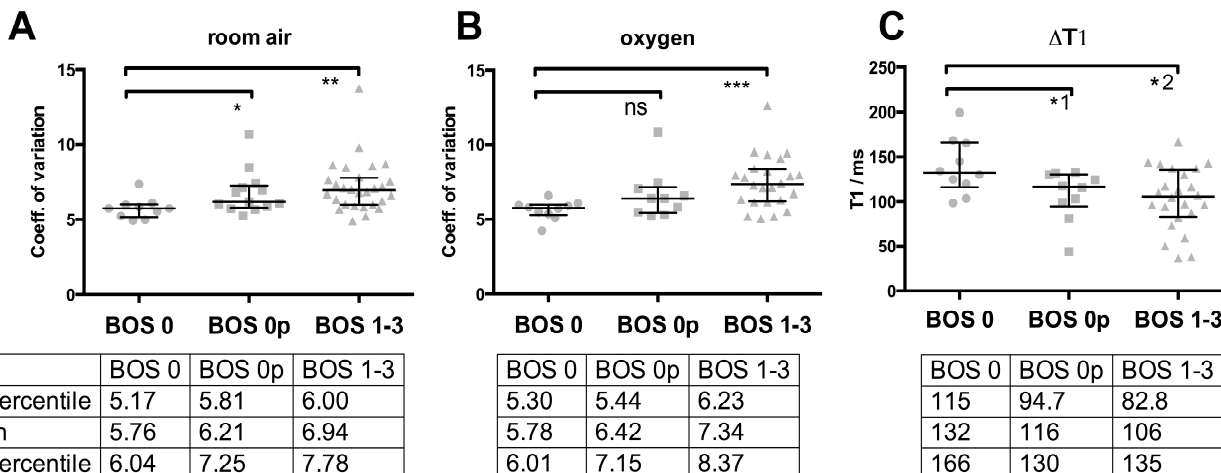 A B C
room air oxygen ΔT1
15 15 250
** *** *2
* ns *1
200
10 10 150
100
5 5 50
0 0 0
Coeff. of variation Coeff. of variation T1 / ms
BOS 0 BOS 0p BOS 1-3 BOS 0 BOS 0p BOS 1-3 BOS 0 BOS 0p BOS 1-3
BOS 0 BOS 0p BOS 1-3 BOS 0 BOS 0p BOS 1-3 BOS 0 BOS 0p BOS 1-3
ercentile 5.17 5.81 6.00 5.30 5.44 6.23 115 94.7 82.8
n 5.76 6.21 6.94 5.78 6.42 7.34 132 116 106
ercentile 6.04 7.25 7.78 6.01 7.15 8.37 166 130 135